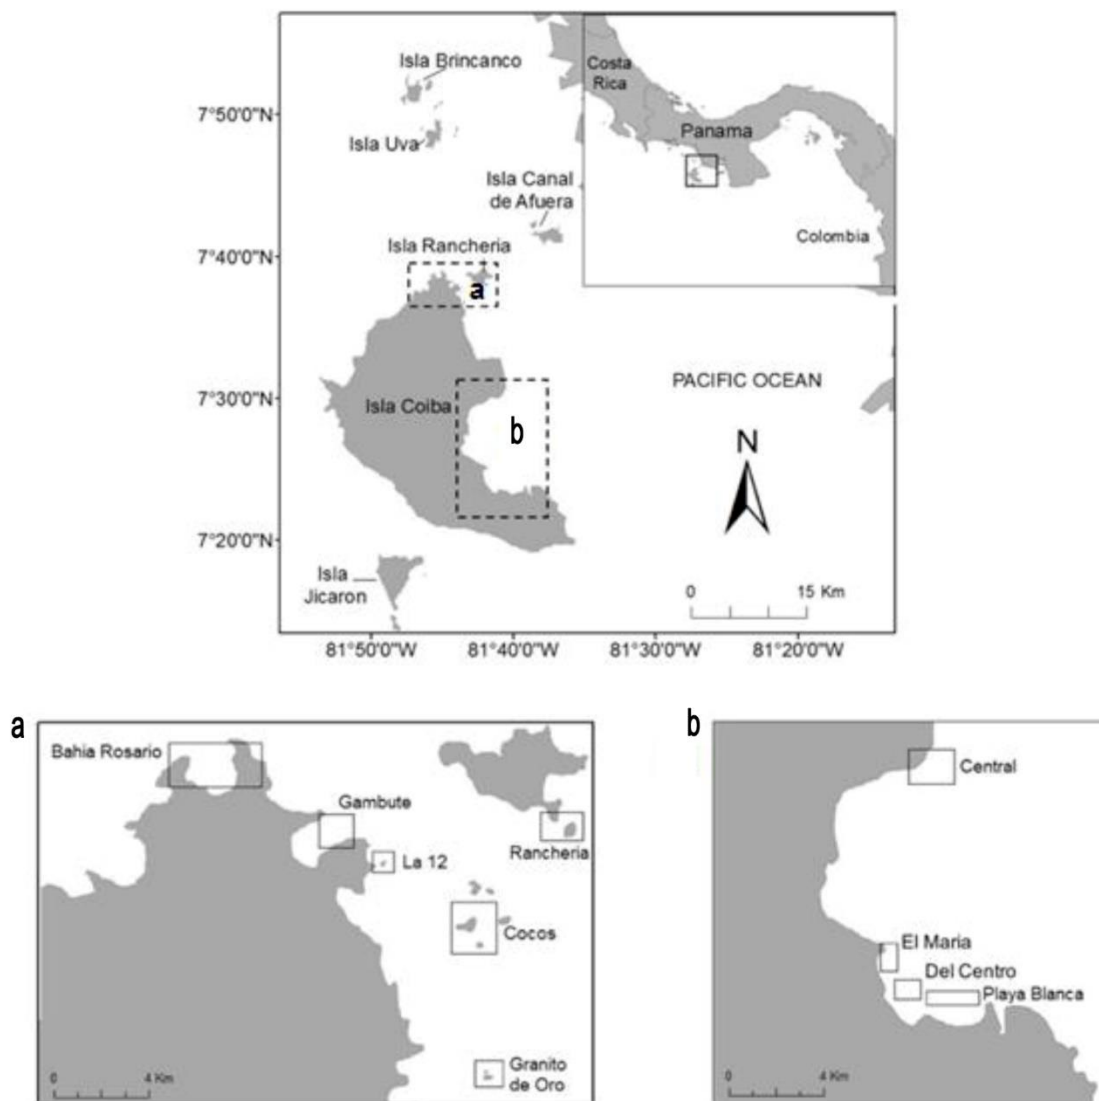 Isla Brincanco
Costa
Rica
7°50'0"N
Panama
Isla Uva
Isla Canal
de Afuera
Colombia
Isla Rancheria
7°40'0"N
a
PACIFIC OCEAN
7°30'0"N
Isla Coiba
b
N
7°20'0"N
Isla
Jicaron
0 15 Km
81°50'0"W 81°40'0"W 81°30'0"W 81°20'0"W
a
Bahia Rosario
Gambute
La 12
Rancheria
Cocos
Granito
de Oro
0 4 Km
b
Central
El Maria
Del Centro
Playa Blanca
0 4 Km